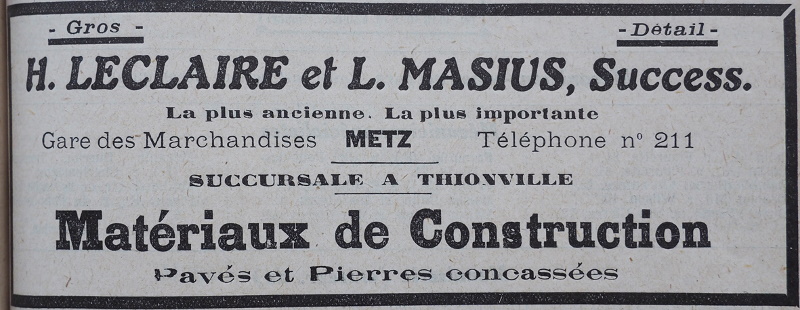 - Gros -
- Détail -
H. LECLAIRE et L. MASIUS, Success.
La plus ancienne. La plus importante
Gare des Marchandises METZ Téléphone n° 211
SUCCURSALE A THIONVILLE
Matériaux de Construction
Pavés et Pierres concassées